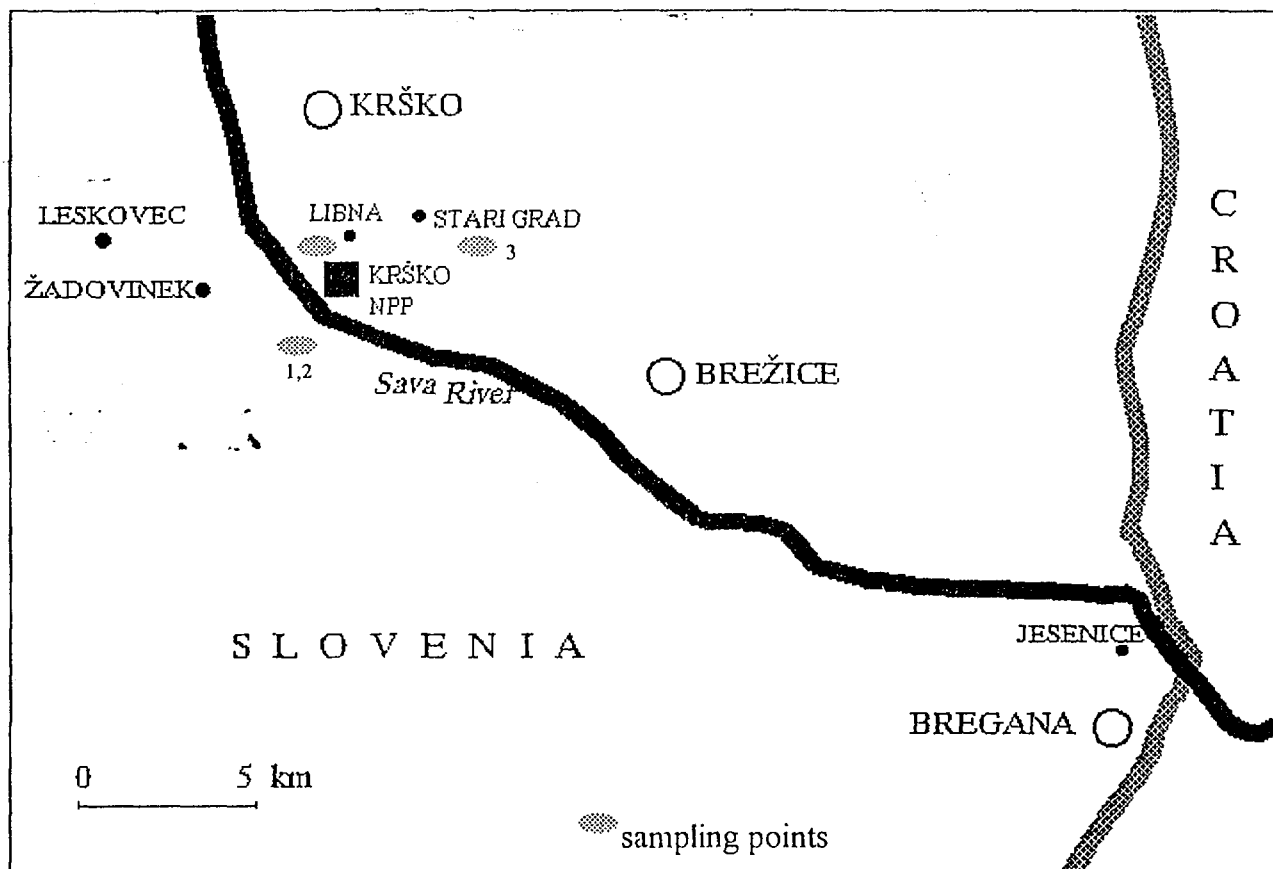 KRŠKO
LESKOVEC
LIBNA
STARI GRAD
3
ŽADOVINEK
KRŠKO
NPP
1,2
Sava River
BREŽICE
CROATIA
SLOVENIA
JESENICE
BREGANA
0 5 km
sampling points